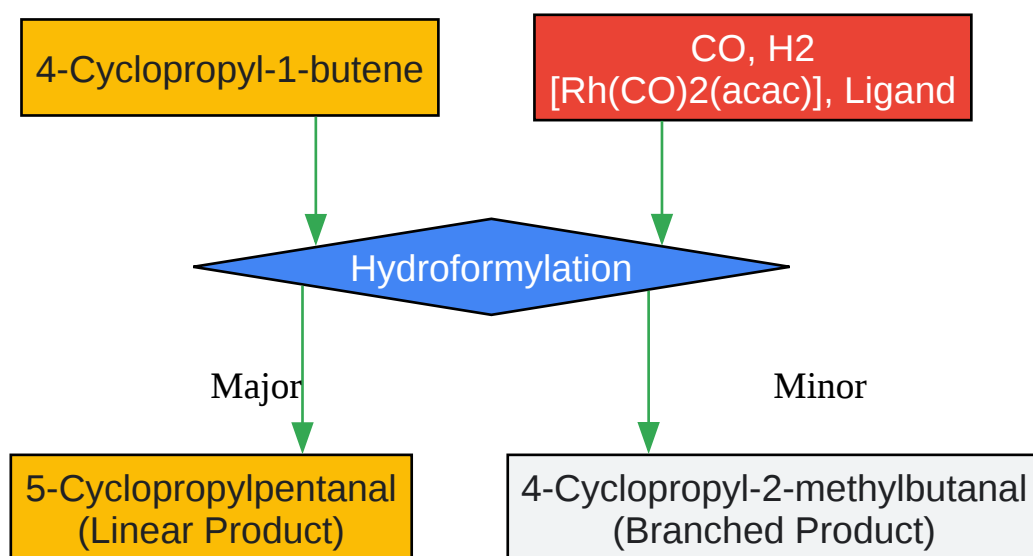 4-Cyclopropyl-1-butene
CO, H2
[Rh(CO)2(acac)], Ligand
Hydroformylation
Major
Minor
5-Cyclopropylpentanal
(Linear Product)
4-Cyclopropyl-2-methylbutanal
(Branched Product)